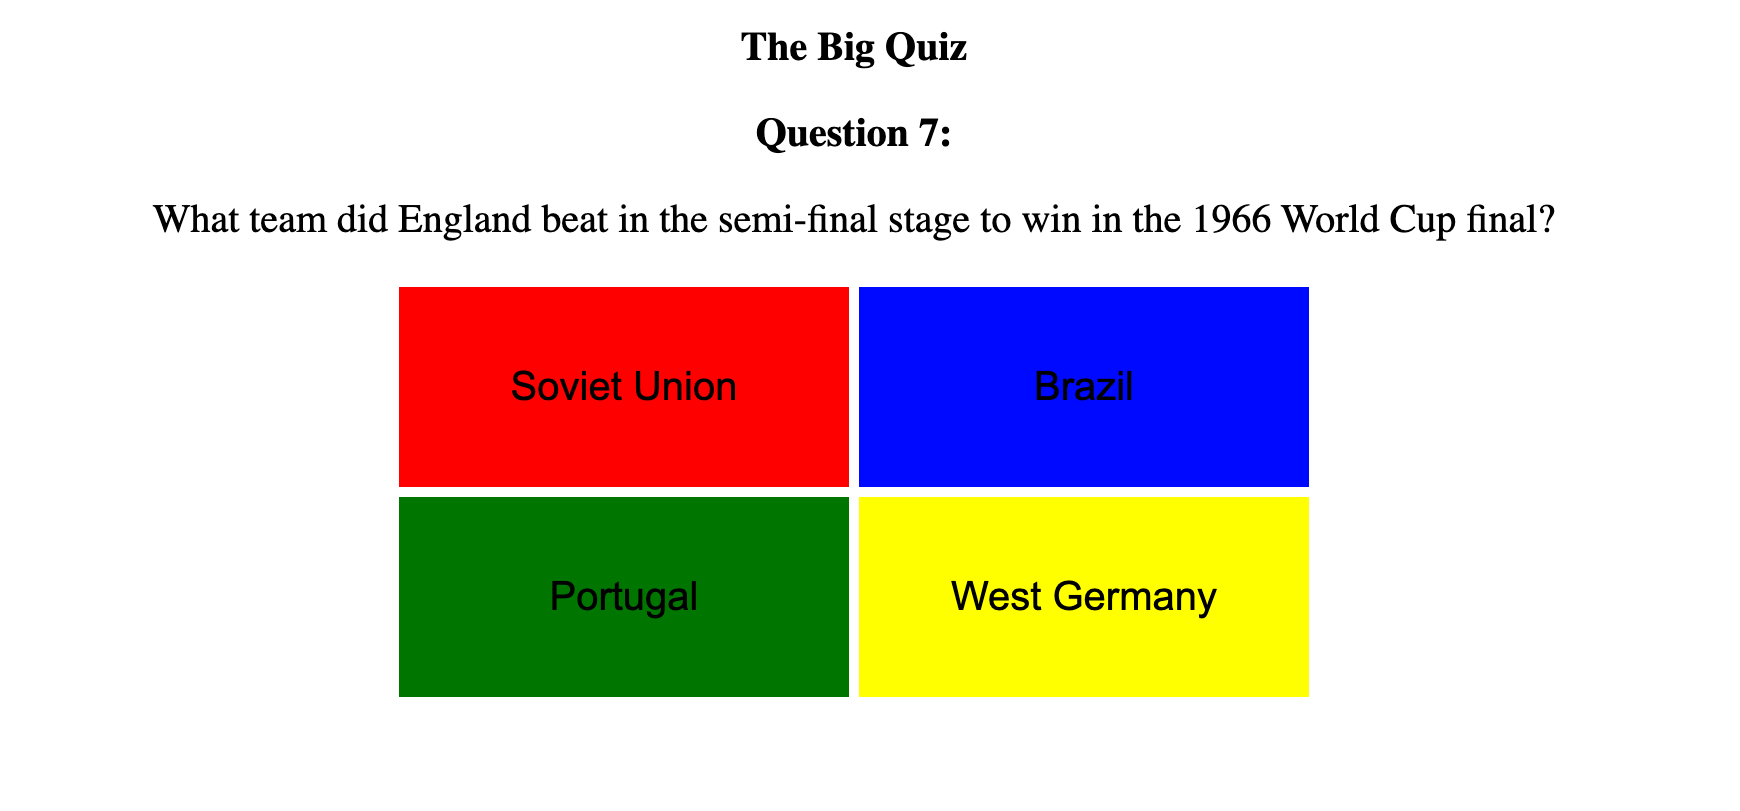 The Big Quiz
Question 7:
What team did England beat in the semi-final stage to win in the 1966 World Cup final?
Soviet Union
Brazil
Portugal
West Germany